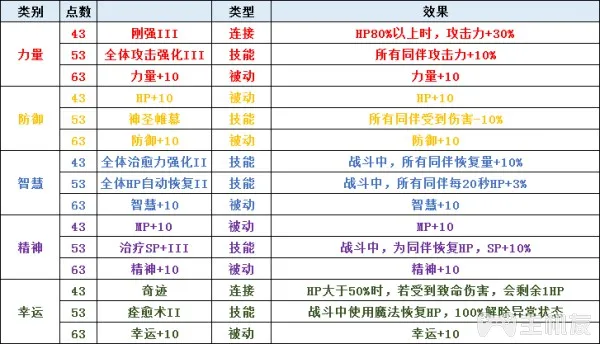 类别 点数 类型 效果
力量 43 刚强III 连接 HP80%以上时，攻击力+30%
53 全体攻击强化III 技能 所有同伴攻击力+10%
63 力量+10 被动 力量+10
防御 43 HP+10 被动 HP+10
53 神圣帷幕 技能 所有同伴受到伤害-10%
63 防御+10 被动 防御+10
智慧 43 全体治愈力强化II 技能 战斗中，所有同伴恢复量+10%
53 全体HP自动恢复II 技能 战斗中，所有同伴每20秒HP+3%
63 智慧+10 被动 智慧+10
精神 43 MP+10 被动 MP+10
53 治疗SP+III 技能 战斗中，为同伴恢复HP，SP+10%
63 精神+10 被动 精神+10
幸运 43 奇迹 连接 HP大于50%时，若受到致命伤害，会剩余1HP
53 痊愈术II 技能 战斗中使用魔法恢复HP，100%解除异常状态
63 幸运+10 被动 幸运+10